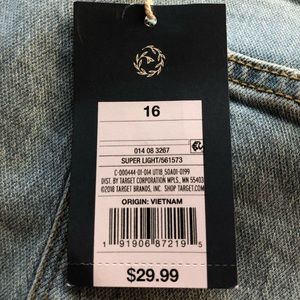 16
014 08 3267
SUPER LIGHT/561573
C-000444-01-014 UT18_50A01-0199
DIST. BY TARGET CORPORATION MPLS., MN 55403
©2018 TARGET BRANDS, INC. SHOP TARGET.COM
ORIGIN: VIETNAM
1 91906 87219 5
$29.99